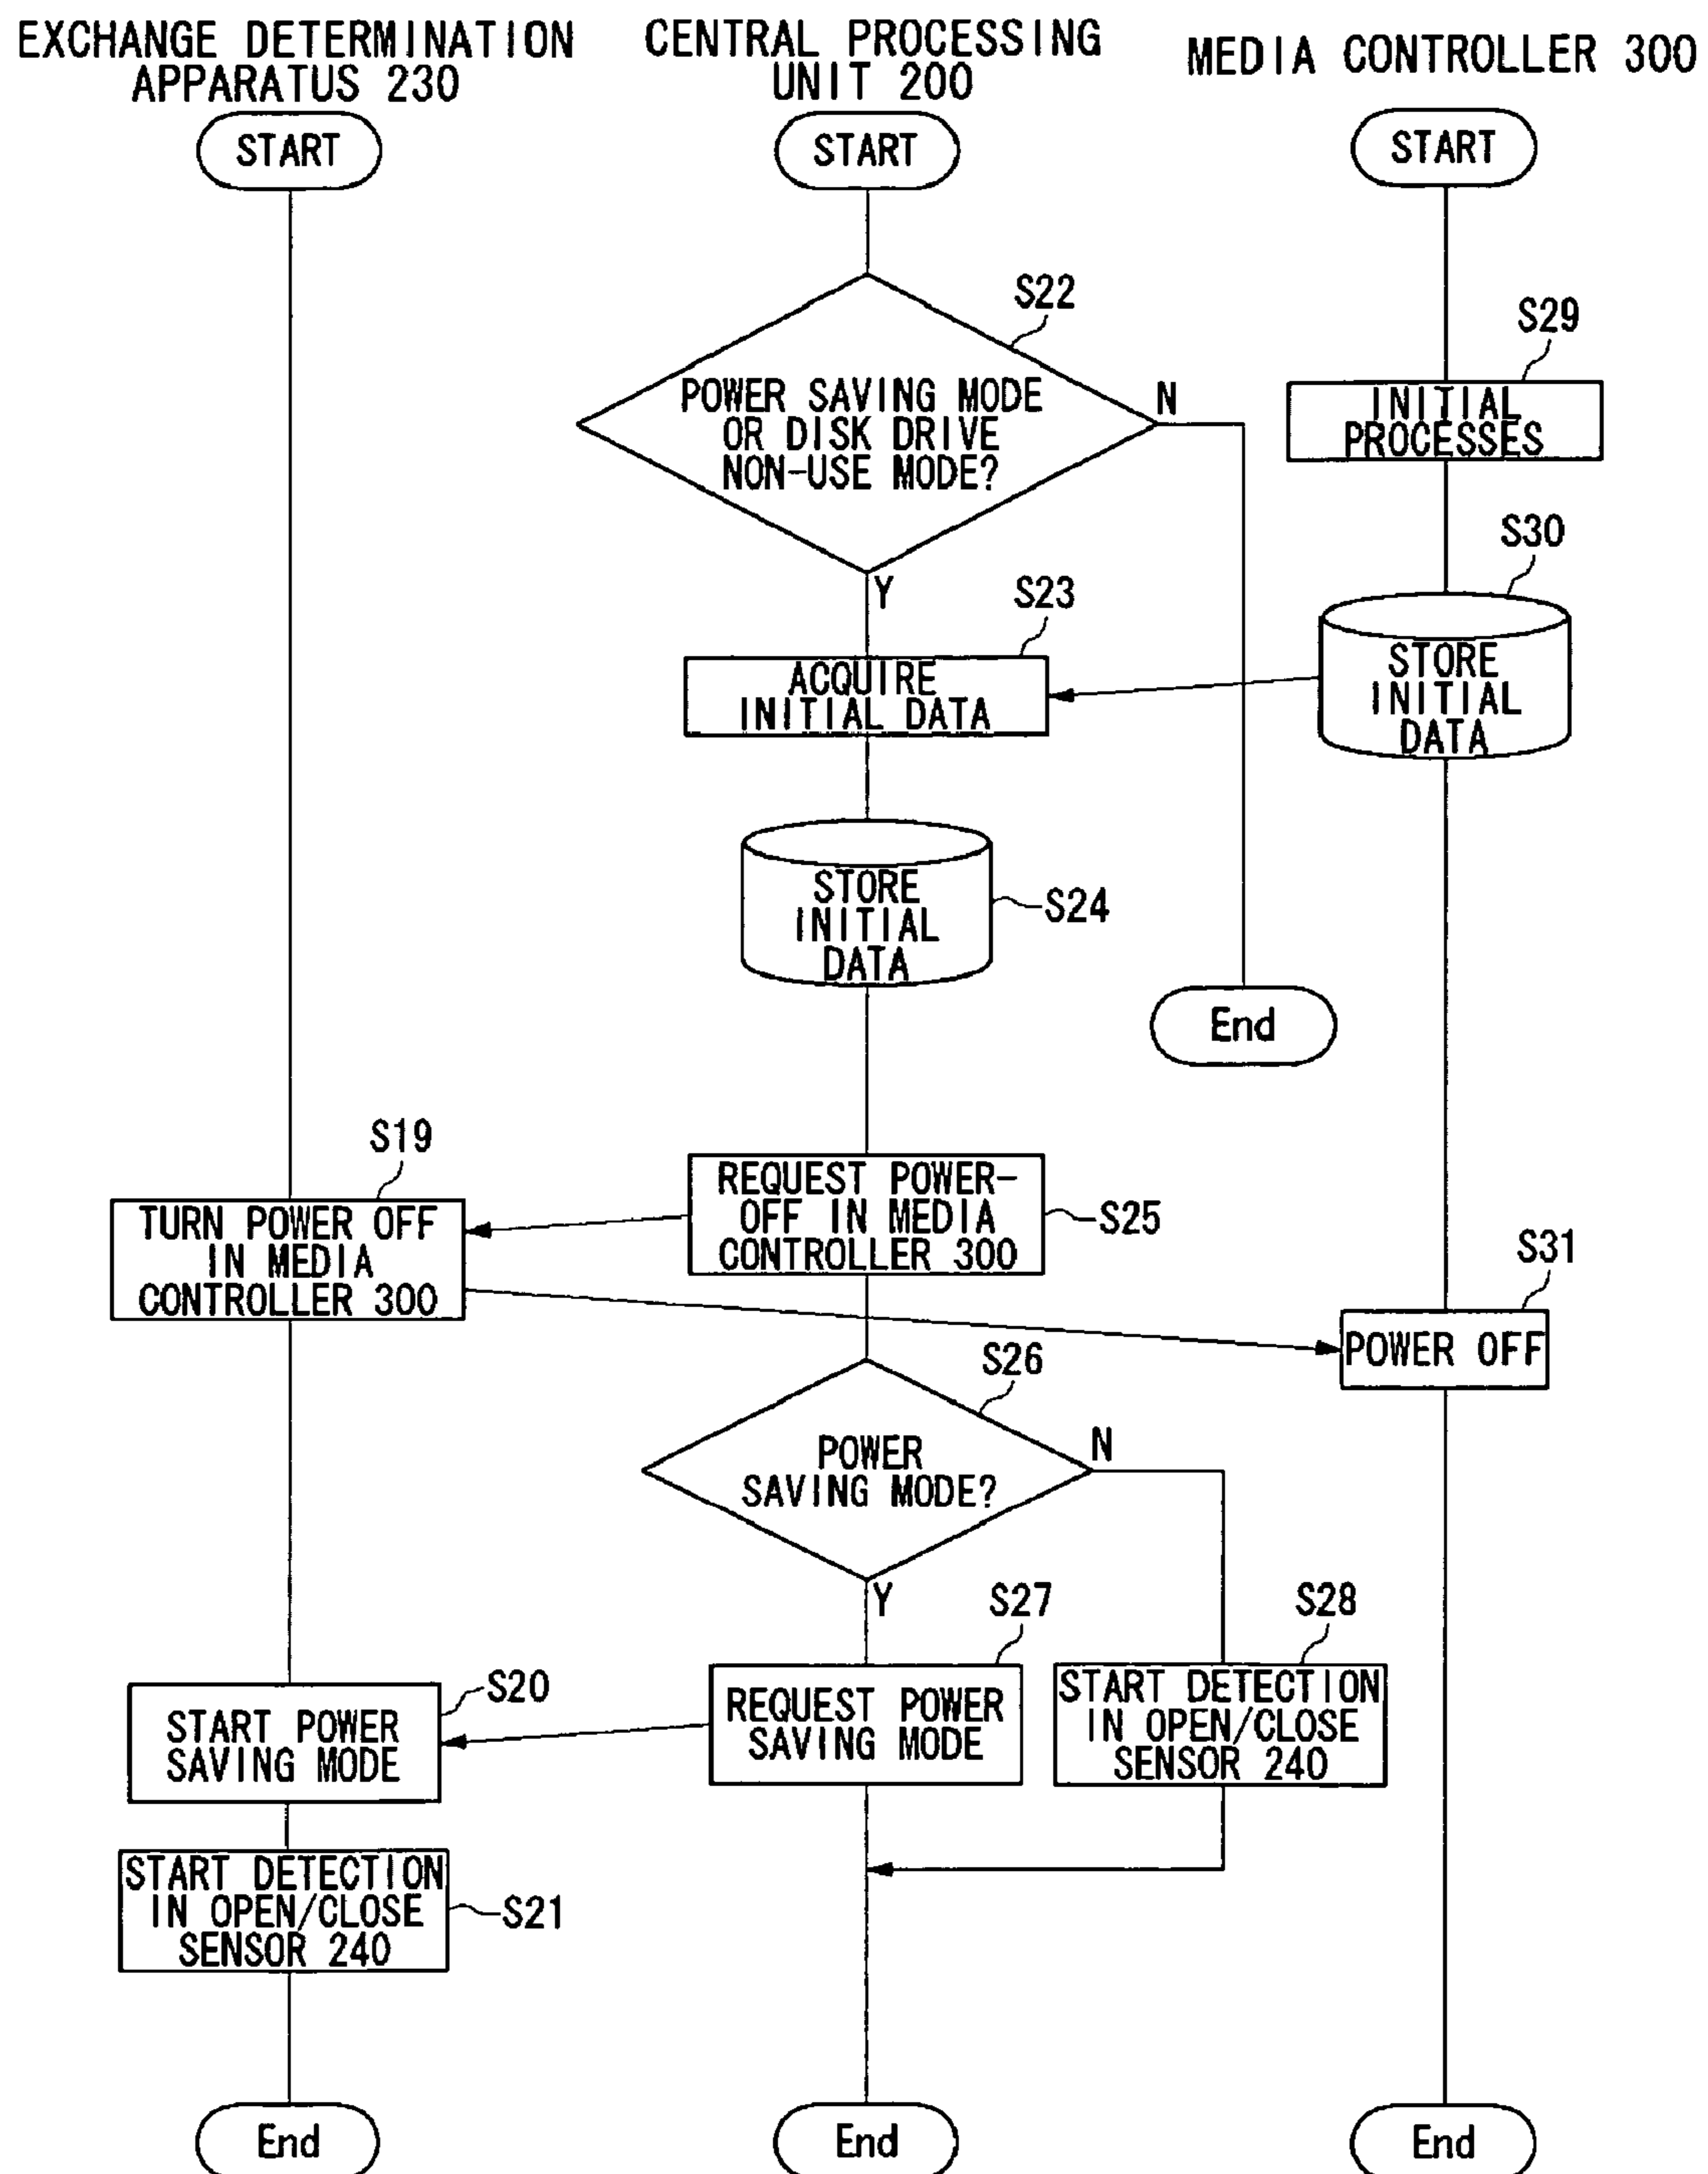 EXCHANGE DETERMINATION
APPARATUS 230
CENTRAL PROCESSING
UNIT 200
MEDIA CONTROLLER 300
START
START
START
S22
POWER SAVING MODE
OR DISK DRIVE
NON-USE MODE?
N
Y
S29
INITIAL
PROCESSES
S30
STORE
INITIAL
DATA
S23
ACQUIRE
INITIAL DATA
STORE
INITIAL
DATA
S24
End
S19
TURN POWER OFF
IN MEDIA
CONTROLLER 300
REQUEST POWER-
OFF IN MEDIA
CONTROLLER 300
S25
S31
POWER OFF
S26
POWER
SAVING MODE?
N
Y
S27
REQUEST POWER
SAVING MODE
S28
START DETECTION
IN OPEN/CLOSE
SENSOR 240
S20
START POWER
SAVING MODE
START DETECTION
IN OPEN/CLOSE
SENSOR 240
S21
End
End
End